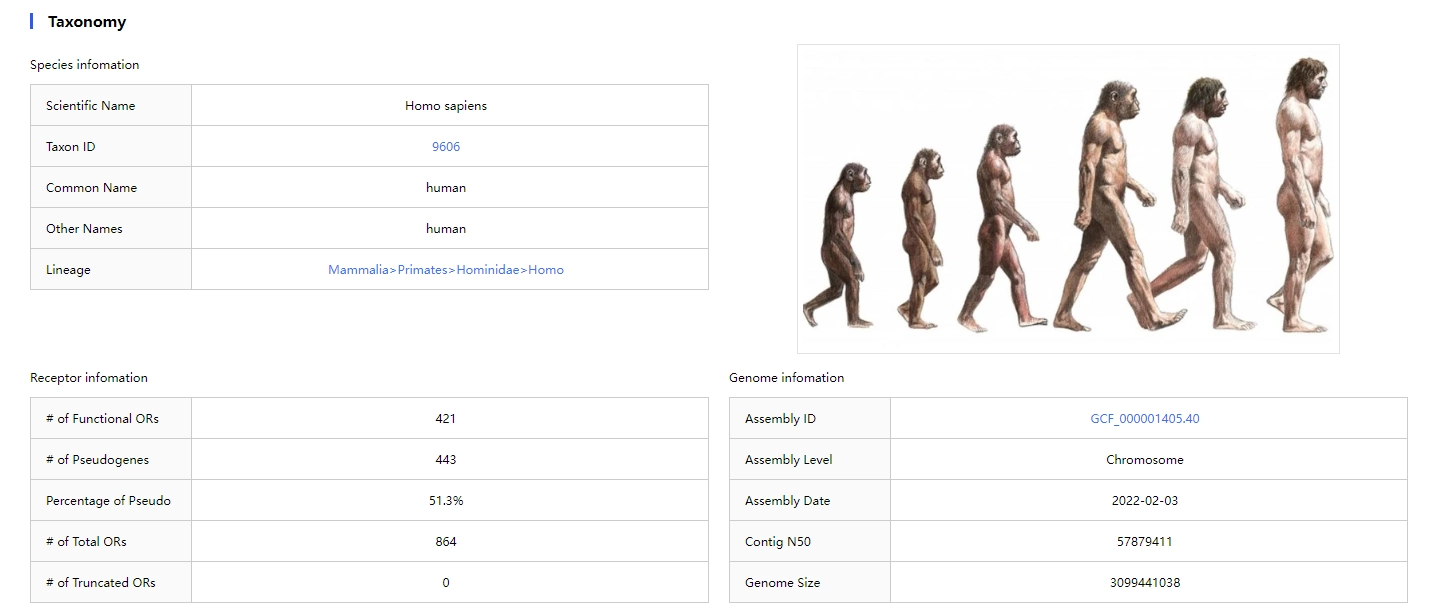 Taxonomy
Species infomation
Scientific Name Homo sapiens
Taxon ID 9606
Common Name human
Other Names human
Lineage Mammalia>Primates>Hominidae>Homo
Receptor infomation
# of Functional ORs 421
# of Pseudogenes 443
Percentage of Pseudo 51.3%
# of Total ORs 864
# of Truncated ORs 0
Genome infomation
Assembly ID GCF_000001405.40
Assembly Level Chromosome
Assembly Date 2022-02-03
Contig N50 57879411
Genome Size 3099441038